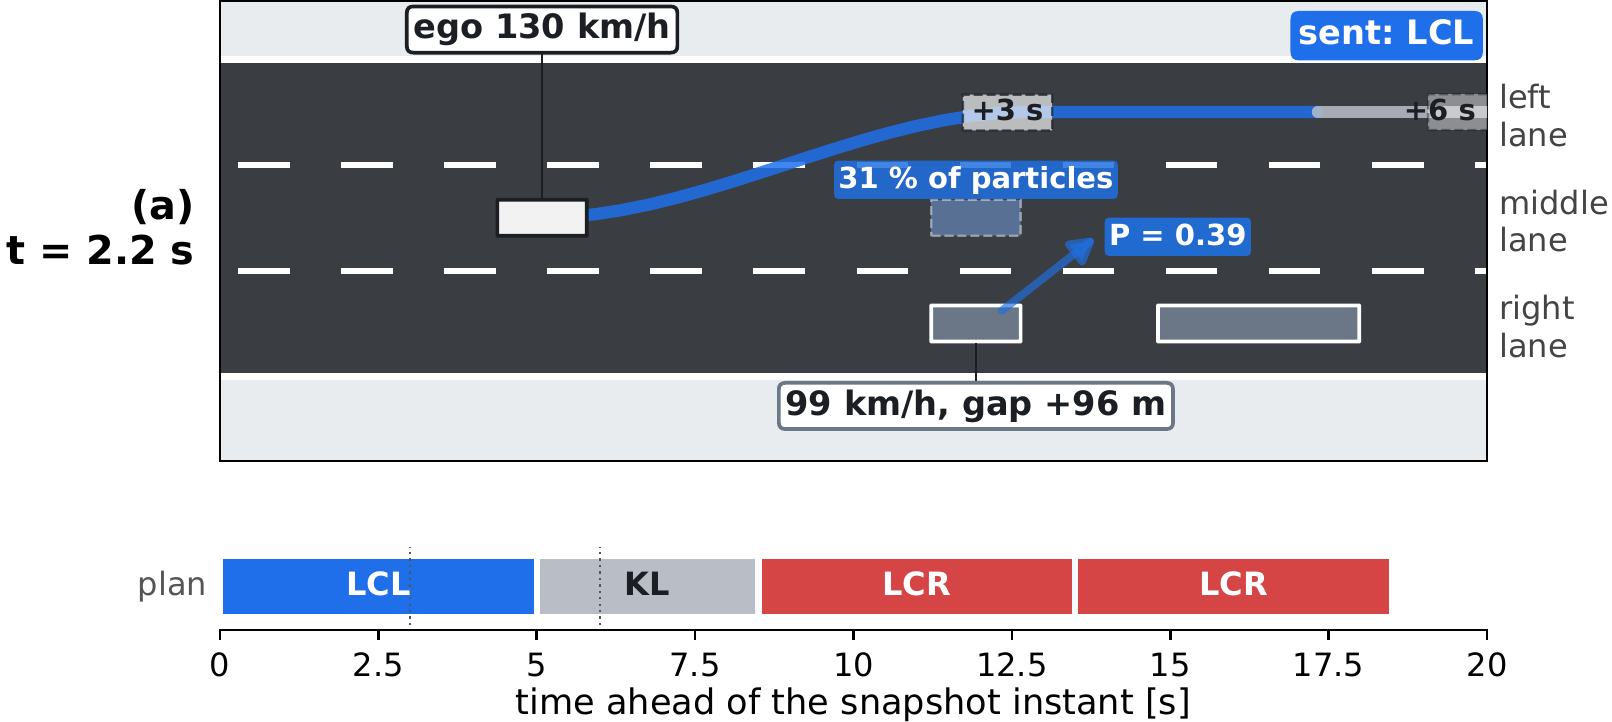 ego 130 km/h
sent: LCL
left
lane
+3 s
+6 s
31 % of particles
(a)
t = 2.2 s
middle
lane
P = 0.39
right
lane
99 km/h, gap +96 m
plan
LCL
KL
LCR
LCR
0 2.5 5 7.5 10 12.5 15 17.5 20
time ahead of the snapshot instant [s]